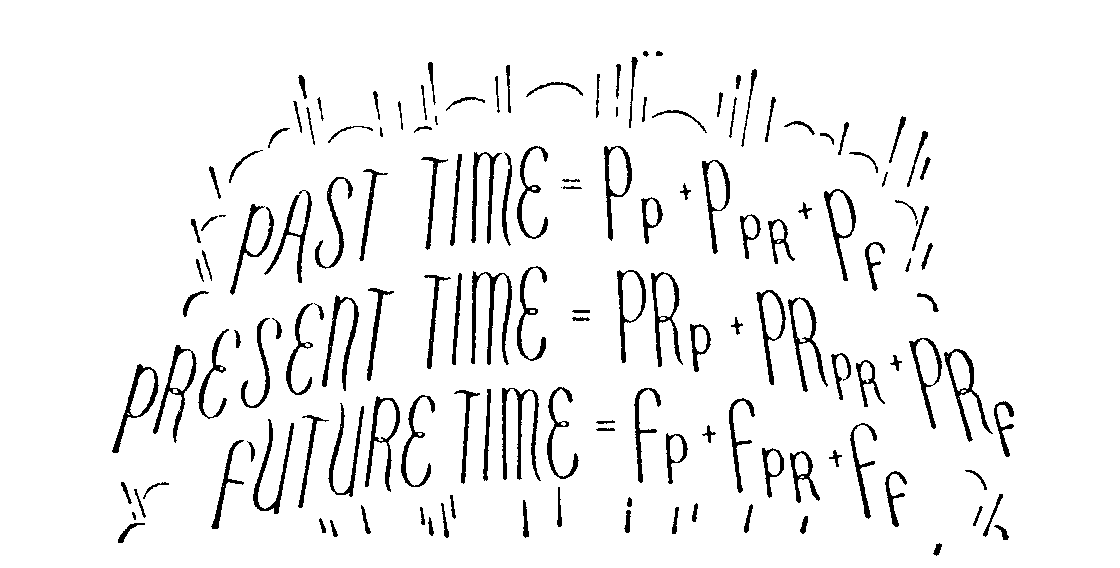 PAST TIME = Pp + PPR + Pf
PRESENT TIME = PRp + PRPR + PRf
FUTURE TIME = fp + fPR + ff